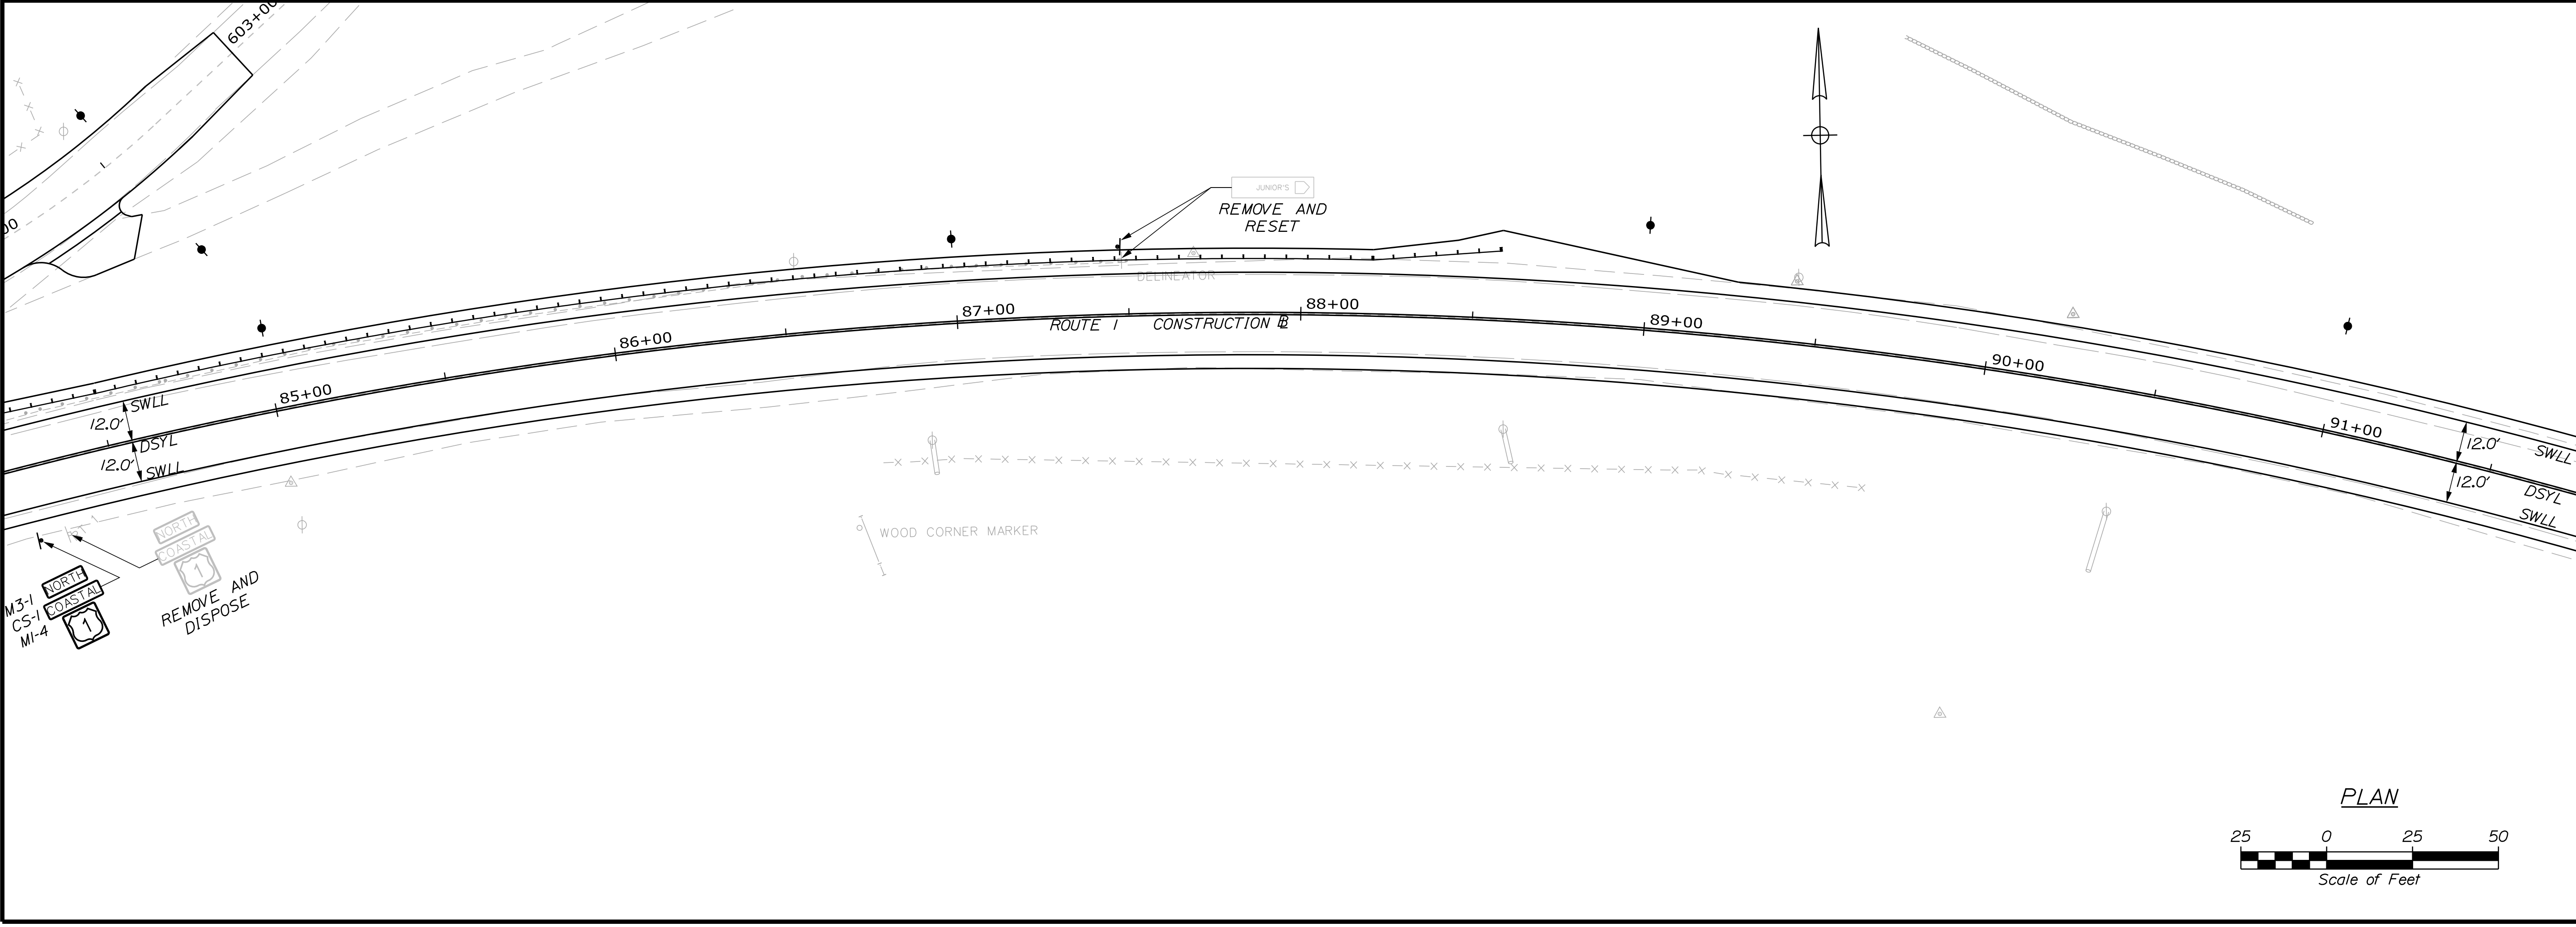 603+00
00
JUNIOR'S
REMOVE AND
RESET
DELINEATOR
85+00
86+00
87+00
88+00
89+00
90+00
91+00
ROUTE 1 CONSTRUCTION ℄
12.0'
SWLL
DSYL
12.0'
SWLL
12.0'
SWLL
12.0'
DSYL
SWLL
RT 1
NORTH
COASTAL
1
REMOVE AND
DISPOSE
M3-1
CS-1
M1-4
NORTH
COASTAL
1
WOOD CORNER MARKER
PLAN
25 0 25 50
Scale of Feet